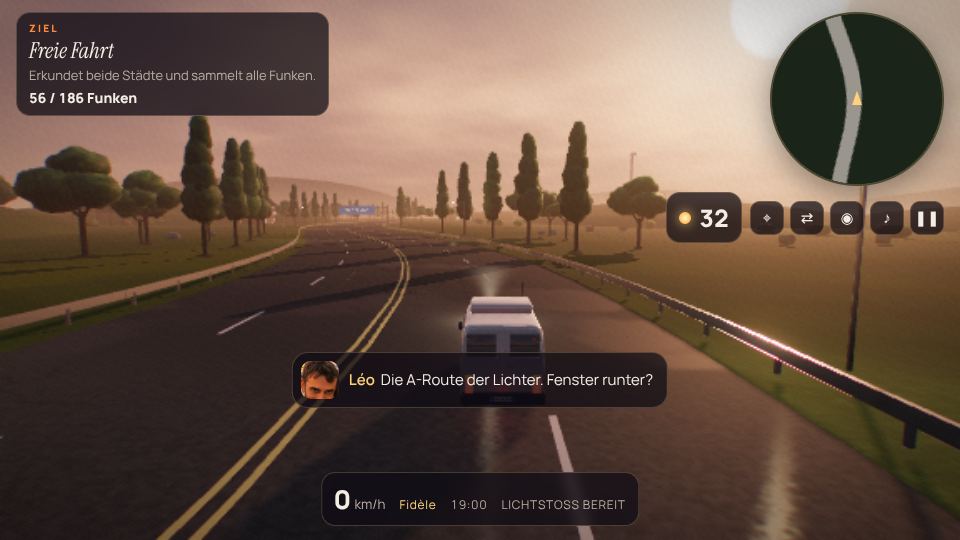 ZIEL
Freie Fahrt
Erkundet beide Städte und sammelt alle Funken.
56 / 186 Funken
32
Léo Die A-Route der Lichter. Fenster runter?
0 km/h Fidèle 19:00 LICHTSTOSS BEREIT